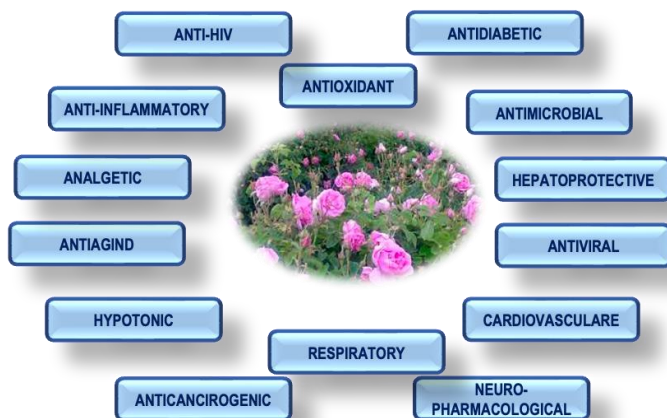 ANTI-HIV
ANTIDIABETIC
ANTIOXIDANT
ANTI-INFLAMMATORY
ANTIMICROBIAL
ANALGETIC
HEPATOPROTECTIVE
ANTIAGIND
ANTIVIRAL
HYPOTONIC
CARDIOVASCULARE
RESPIRATORY
ANTICANCIROGENIC
NEURO-
PHARMACOLOGICAL